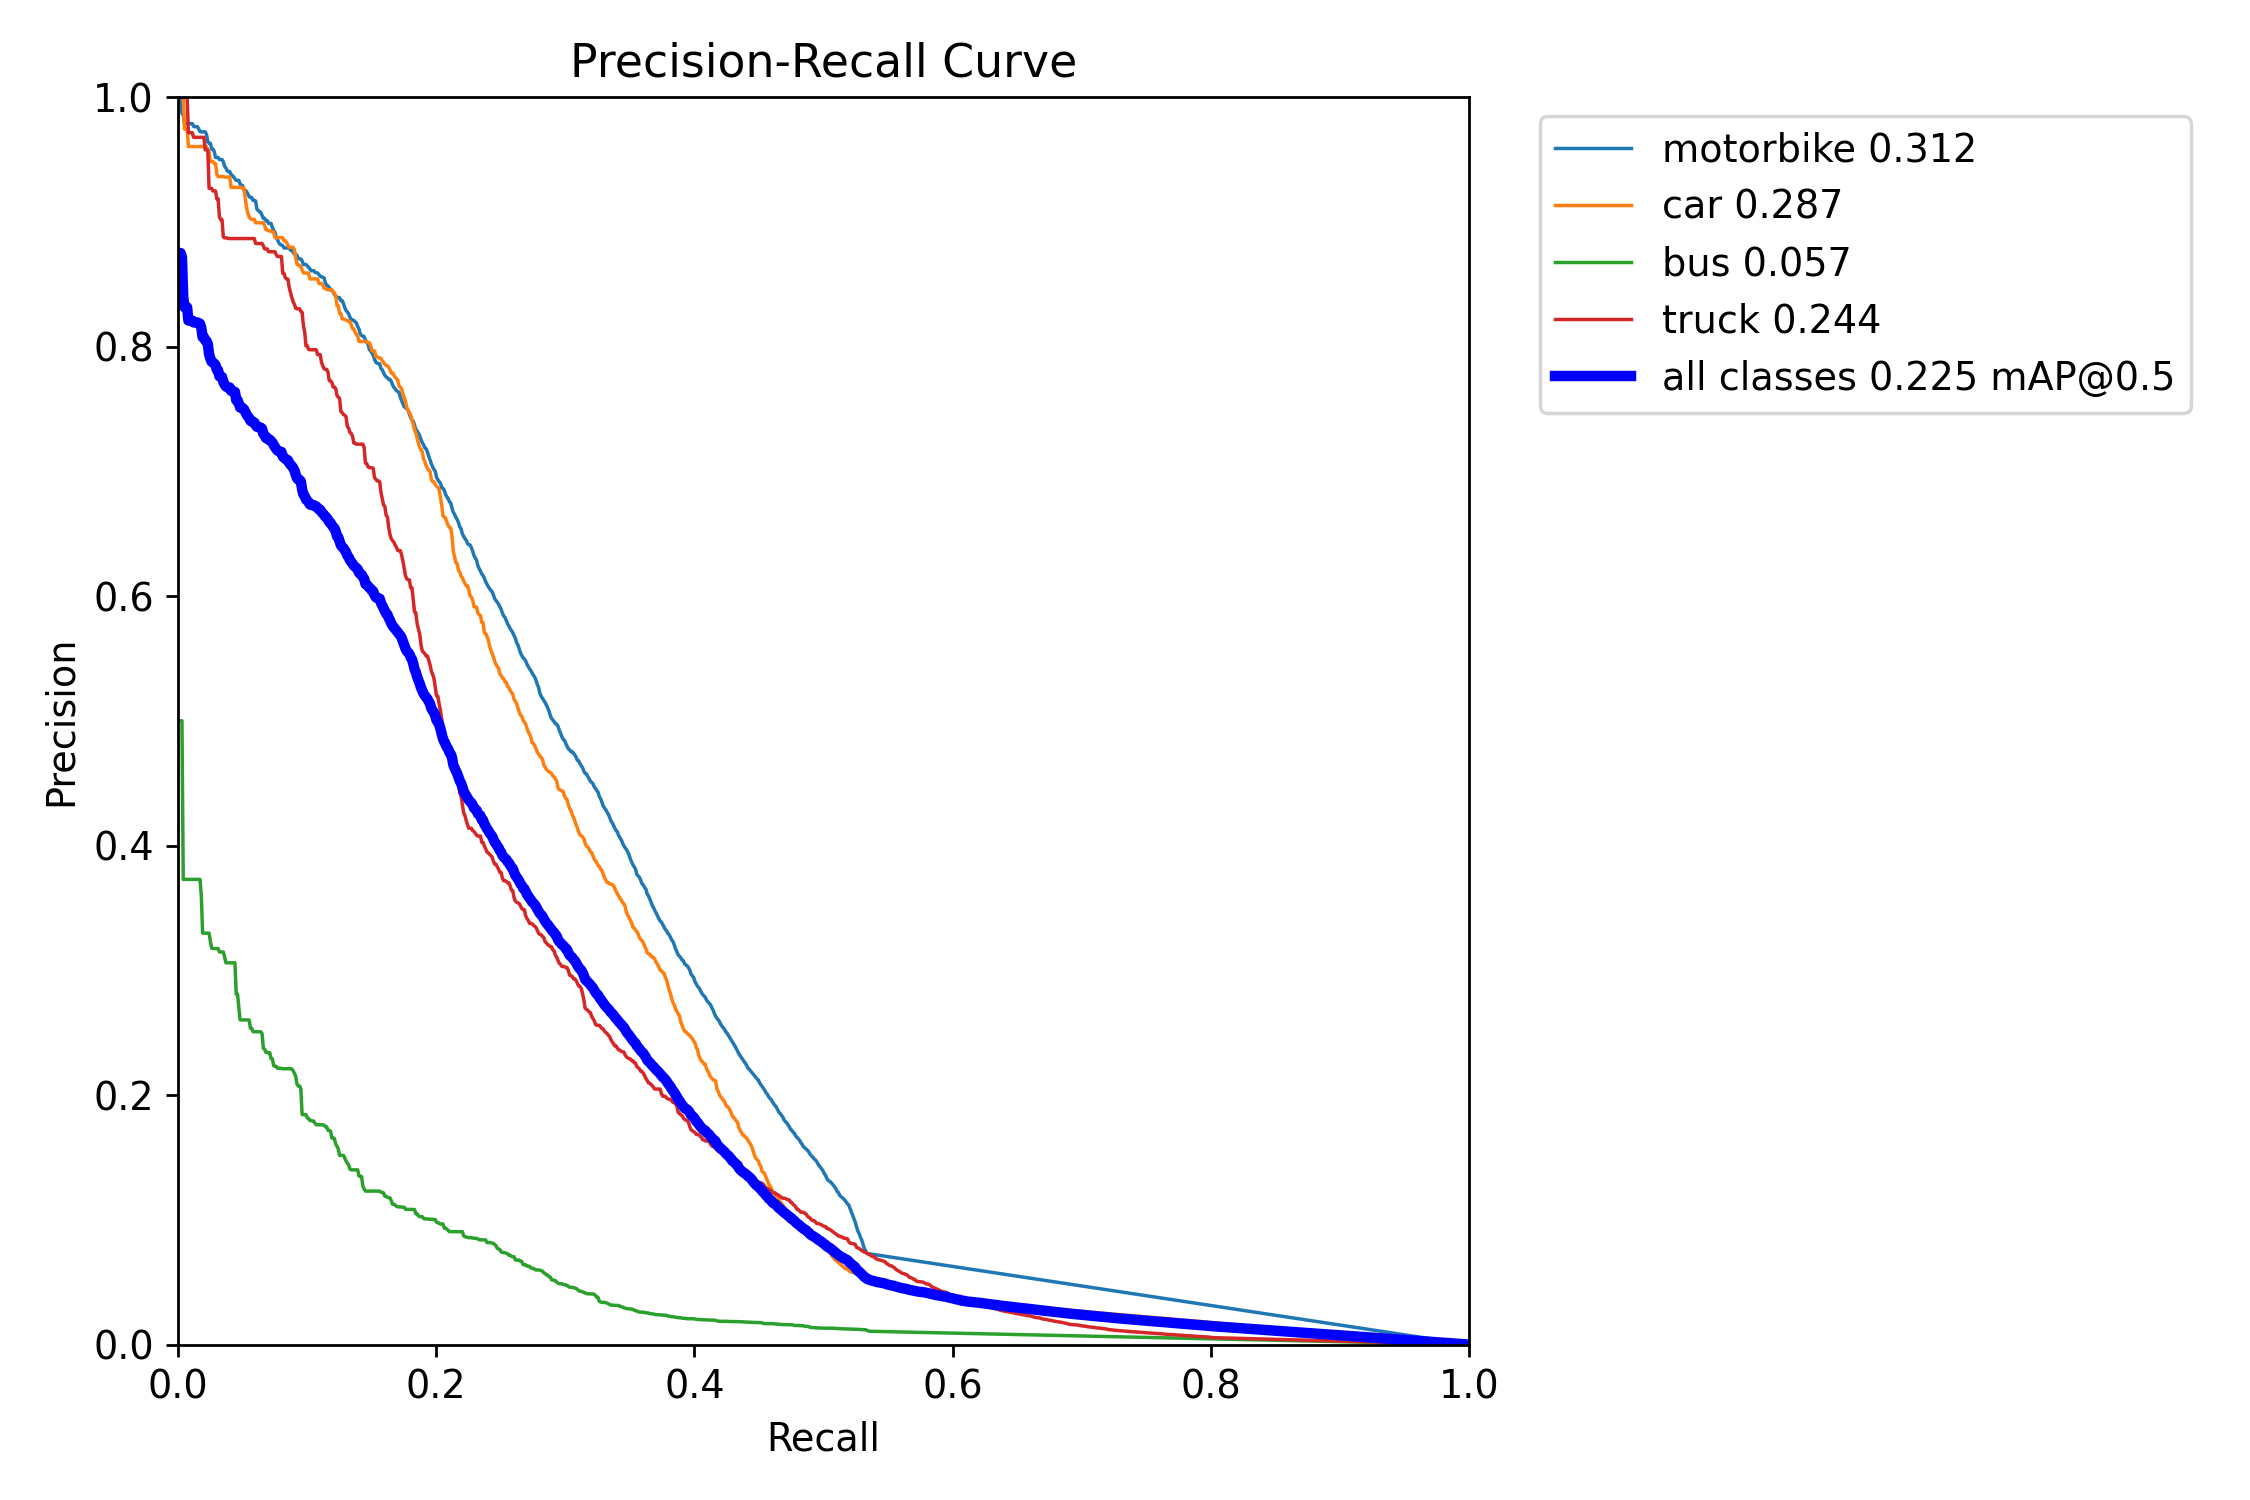 Precision-Recall Curve
1.0
0.8
0.6
0.4
0.2
0.0
Precision
0.0 0.2 0.4 0.6 0.8 1.0
Recall
motorbike 0.312
car 0.287
bus 0.057
truck 0.244
all classes 0.225 mAP@0.5